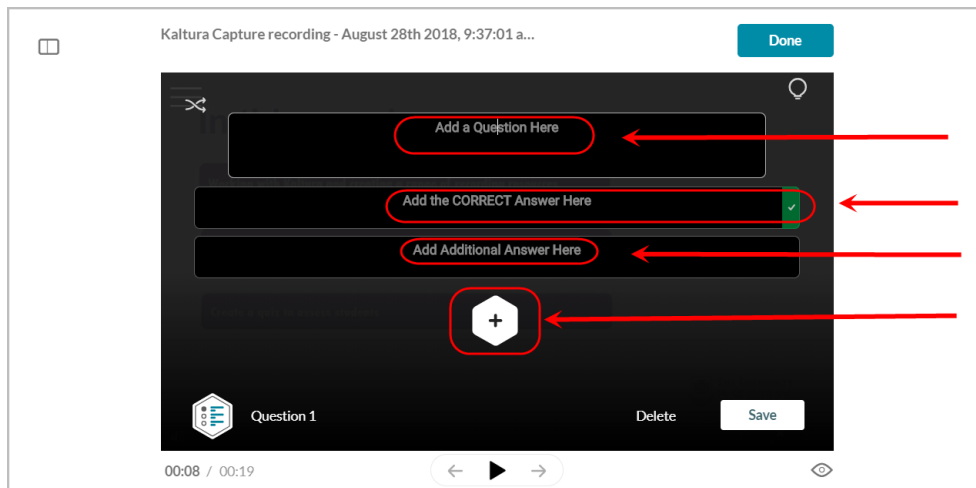 Kaltura Capture recording - August 28th 2018, 9:37:01 a...
Done
Add a Question Here
Add the CORRECT Answer Here
Add Additional Answer Here
Question 1
Delete
Save
00:08 / 00:19